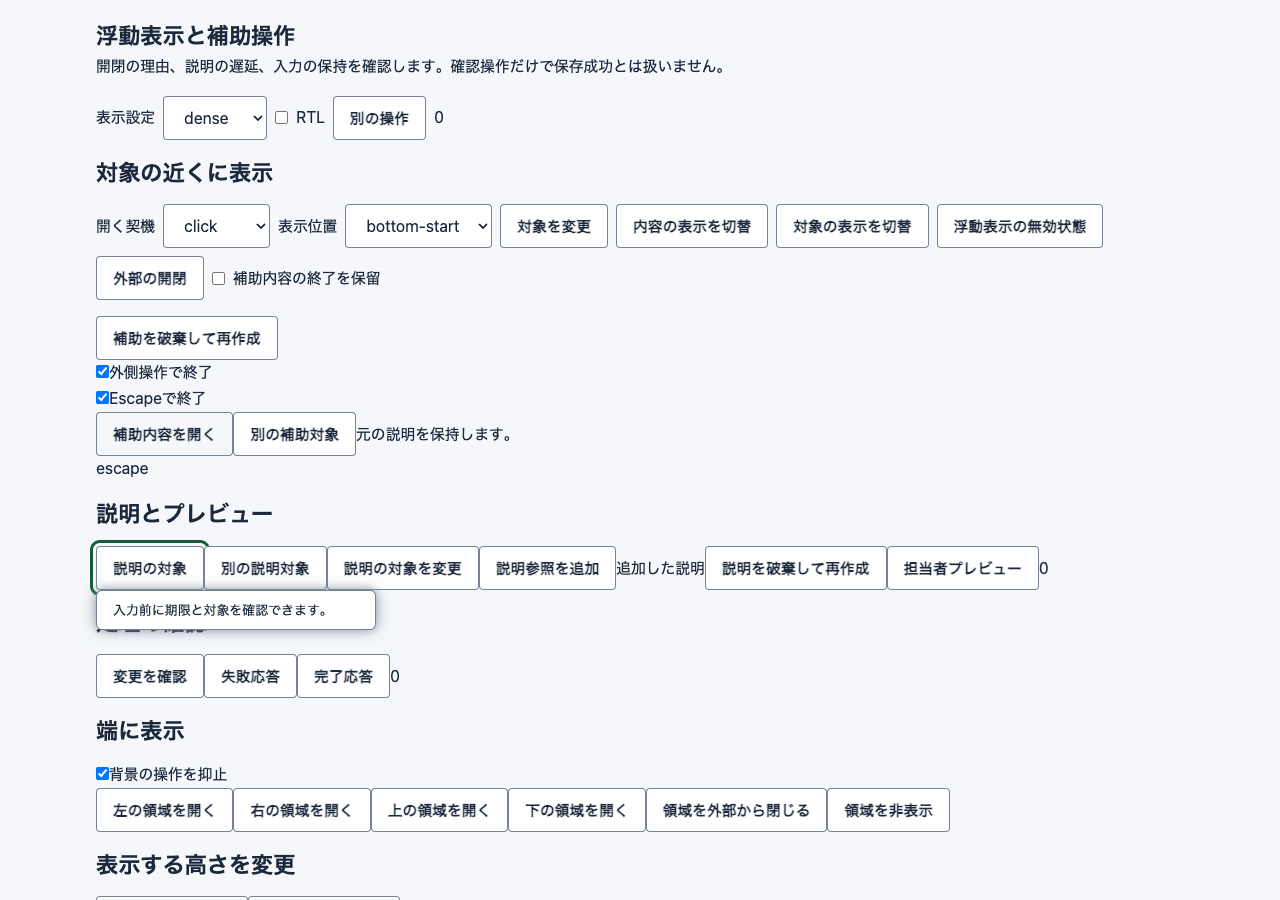 浮動表示と補助操作
開閉の理由、説明の遅延、入力の保持を確認します。確認操作だけで保存成功とは扱いません。
表示設定 dense RTL 別の操作 0
対象の近くに表示
開く契機 click 表示位置 bottom-start 対象を変更 内容の表示を切替 対象の表示を切替 浮動表示の無効状態
外部の開閉 補助内容の終了を保留
補助を破棄して再作成
外側操作で終了
Escapeで終了
補助内容を開く 別の補助対象 元の説明を保持します。
escape
説明とプレビュー
説明の対象 別の説明対象 説明の対象を変更 説明参照を追加 追加した説明 説明を破棄して再作成 担当者プレビュー 0
入力前に期限と対象を確認できます。
変更を確認 失敗応答 完了応答 0
端に表示
背景の操作を抑止
左の領域を開く 右の領域を開く 上の領域を開く 下の領域を開く 領域を外部から閉じる 領域を非表示
表示する高さを変更